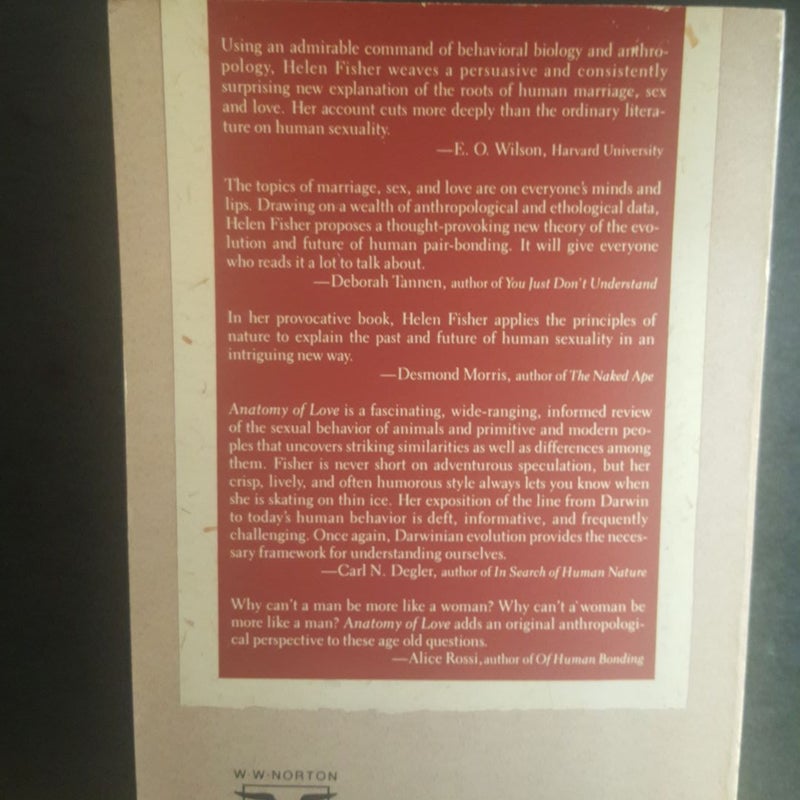 Using an admirable command of behavioral biology and anthro-
pology, Helen Fisher weaves a persuasive and consistently
surprising new explanation of the roots of human marriage, sex
and love. Her account cuts more deeply than the ordinary litera-
ture on human sexuality.
—E. O. Wilson, Harvard University
The topics of marriage, sex, and love are on everyone's minds and
lips. Drawing on a wealth of anthropological and ethological data,
Helen Fisher proposes a thought-provoking new theory of the evo-
lution and future of human pair-bonding. It will give everyone
who reads it a lot to talk about.
—Deborah Tannen, author of You Just Don't Understand
In her provocative book, Helen Fisher applies the principles of
nature to explain the past and future of human sexuality in an
intriguing new way.
—Desmond Morris, author of The Naked Ape
Anatomy of Love is a fascinating, wide-ranging, informed review
of the sexual behavior of animals and primitive and modern peo-
ples that uncovers striking similarities as well as differences among
them. Fisher is never short on adventurous speculation, but her
crisp, lively, and often humorous style always lets you know when
she is skating on thin ice. Her exposition of the line from Darwin
to today's human behavior is deft, informative, and frequently
challenging. Once again, Darwinian evolution provides the neces-
sary framework for understanding ourselves.
—Carl N. Degler, author of In Search of Human Nature
Why can't a man be more like a woman? Why can't a woman be
more like a man? Anatomy of Love adds an original anthropologi-
cal perspective to these age old questions.
—Alice Rossi, author of Of Human Bonding
W·W·NORTON